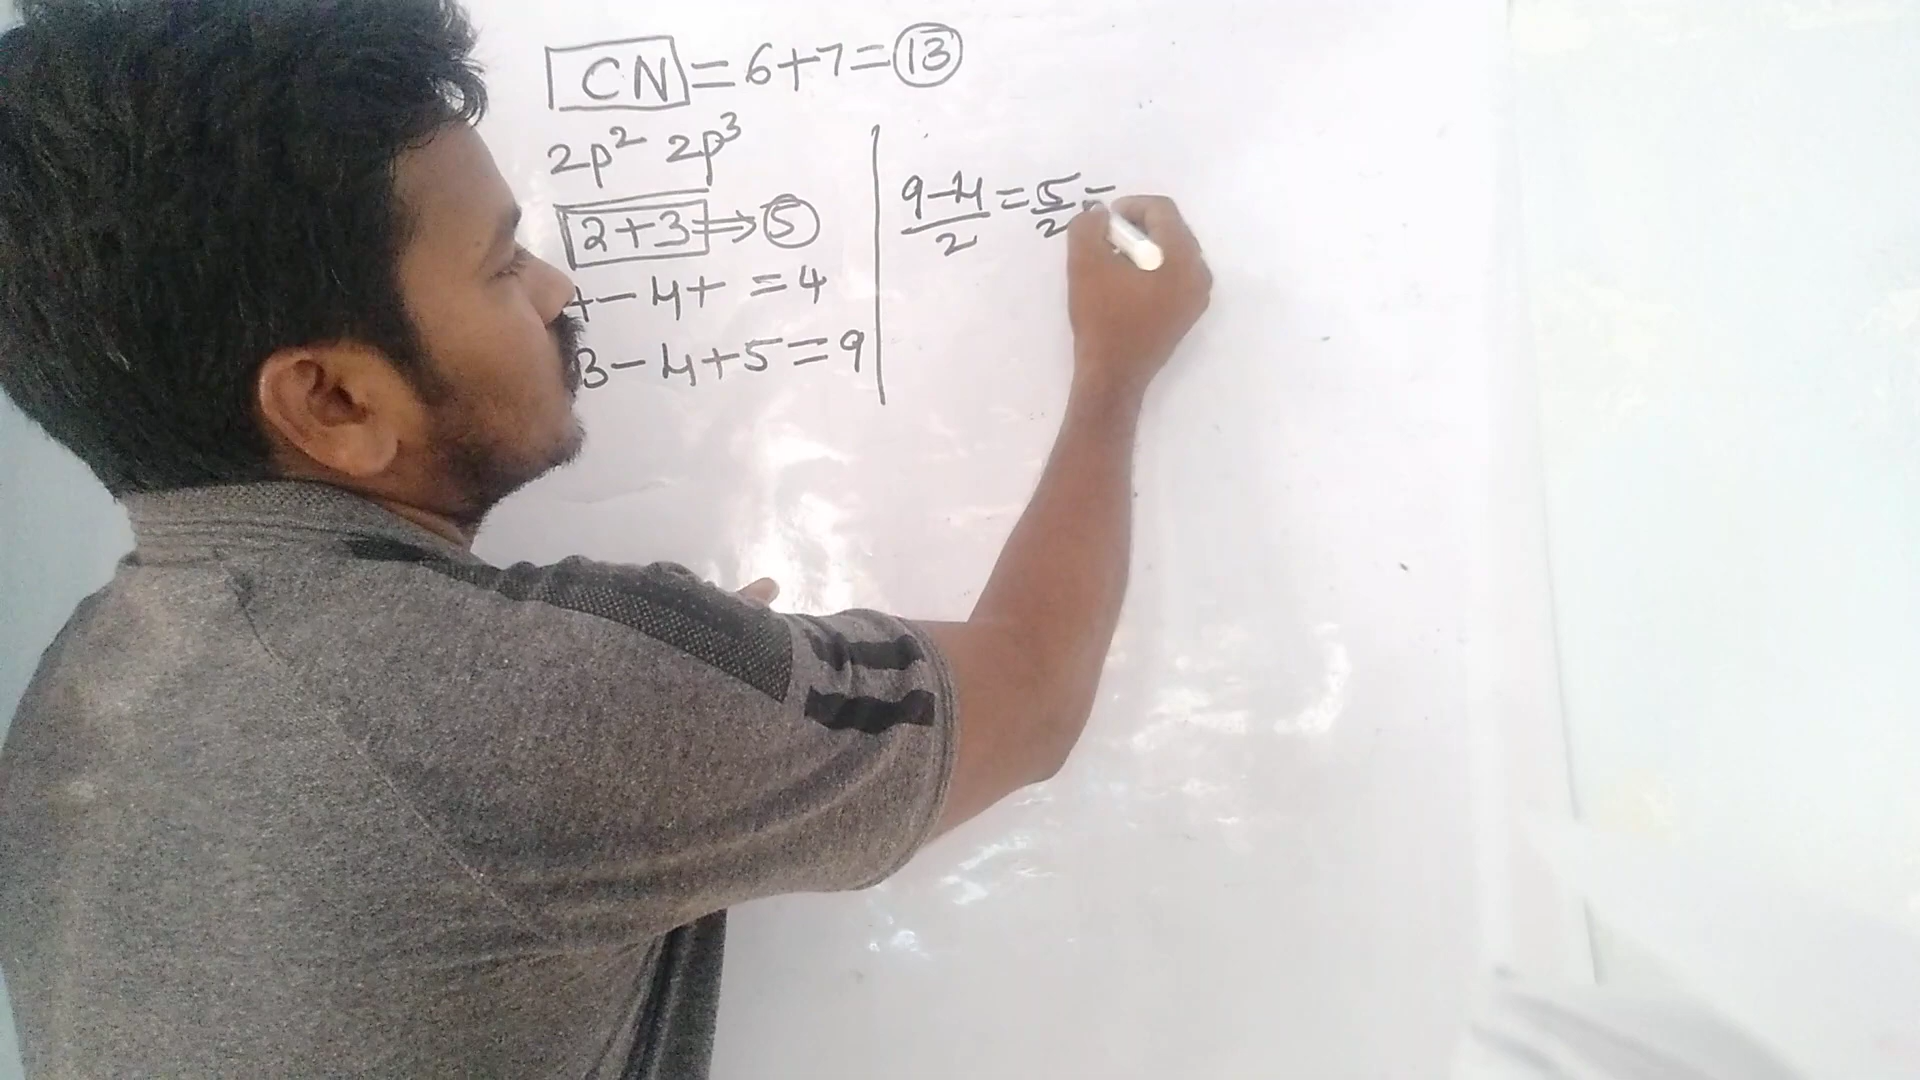 CN = 6+7 = 13
2p² 2p³
2+3 ⇒ 5
+ - 4+ = 4
3 - 4+5 = 9
9-4/2 = 5/2 =